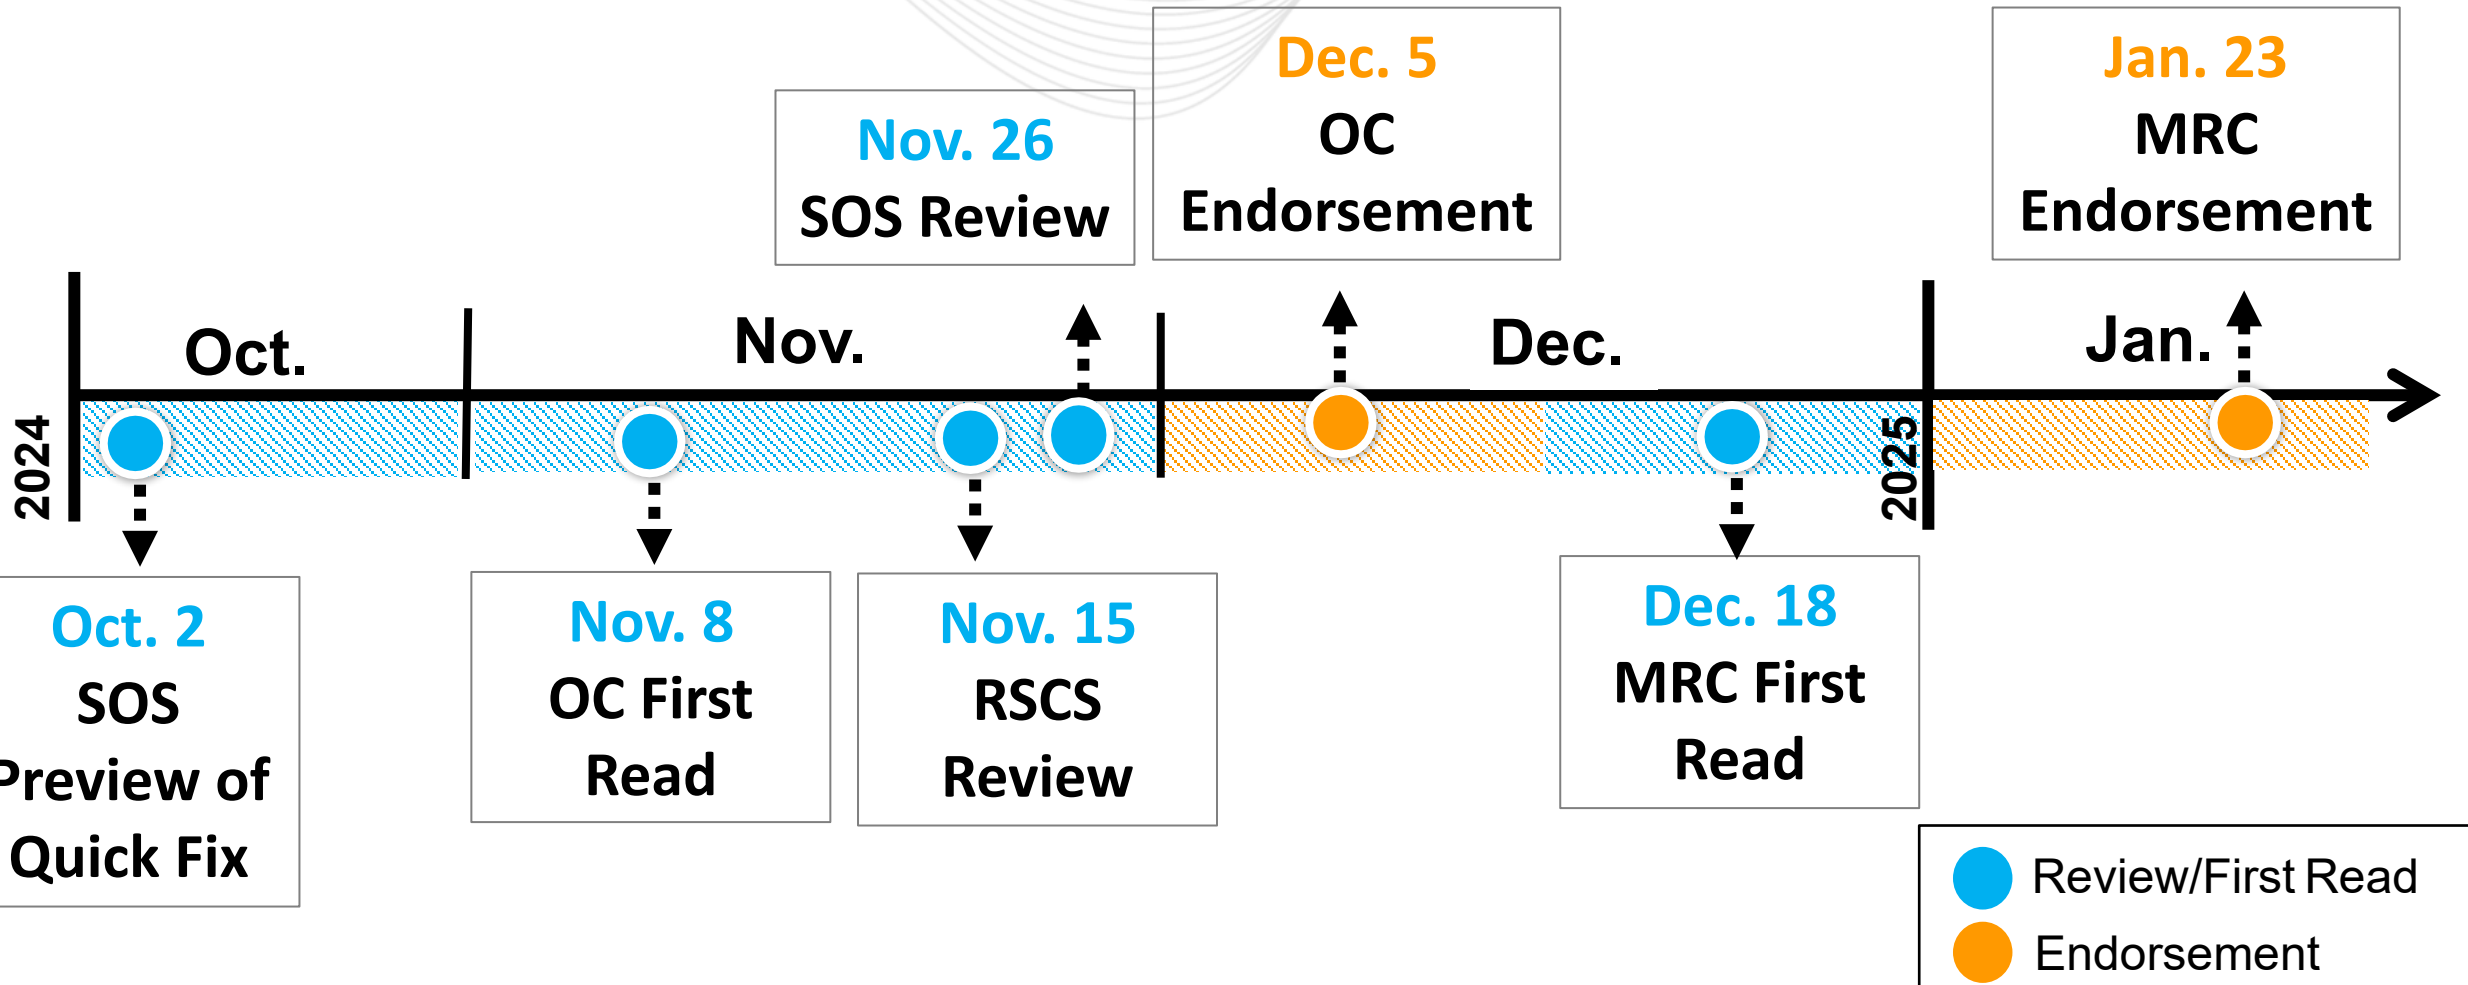 Dec. 5
OC
Endorsement
Jan. 23
MRC
Endorsement
Nov. 26
SOS Review
Oct.
Nov.
Dec.
Jan.
2024
2025
Oct. 2
SOS
Preview of
Quick Fix
Nov. 8
OC First
Read
Nov. 15
RSCS
Review
Dec. 18
MRC First
Read
Review/First Read
Endorsement